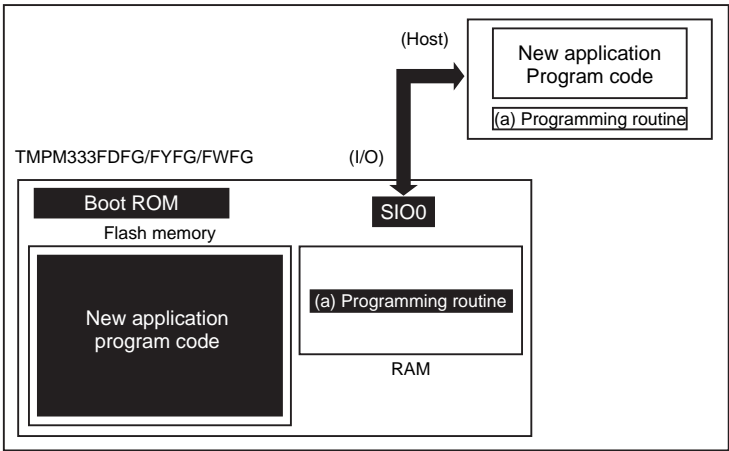 (Host)
New application
Program code
(a) Programming routine
TMPM333FDFG/FYFG/FWFG
(I/O)
Boot ROM
SIO0
Flash memory
(a) Programming routine
New application
program code
RAM